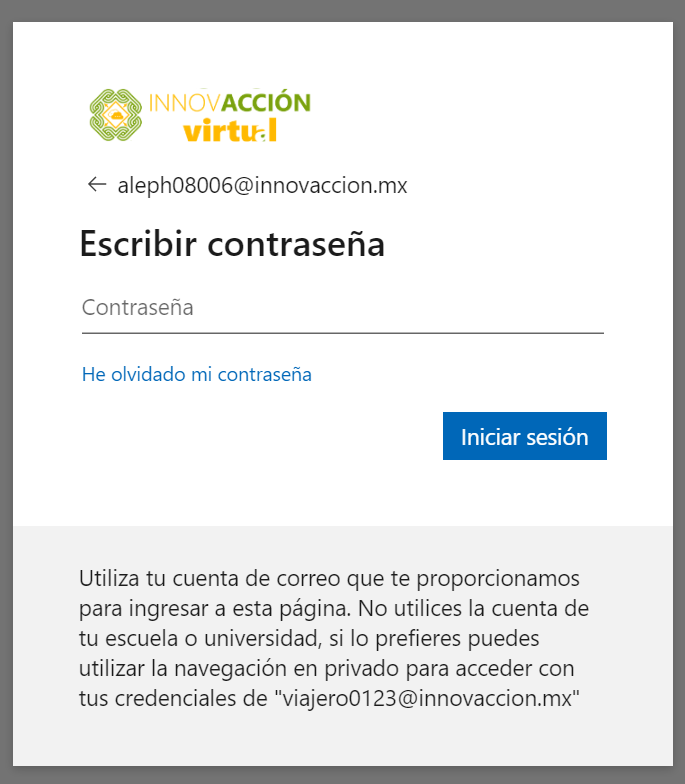 INNOVACCIÓN
virtual
aleph08006@innovaccion.mx
Escribir contraseña
Contraseña
He olvidado mi contraseña
Iniciar sesión
Utiliza tu cuenta de correo que te proporcionamos
para ingresar a esta página. No utilices la cuenta de
tu escuela o universidad, si lo prefieres puedes
utilizar la navegación en privado para acceder con
tus credenciales de "viajero0123@innovaccion.mx"